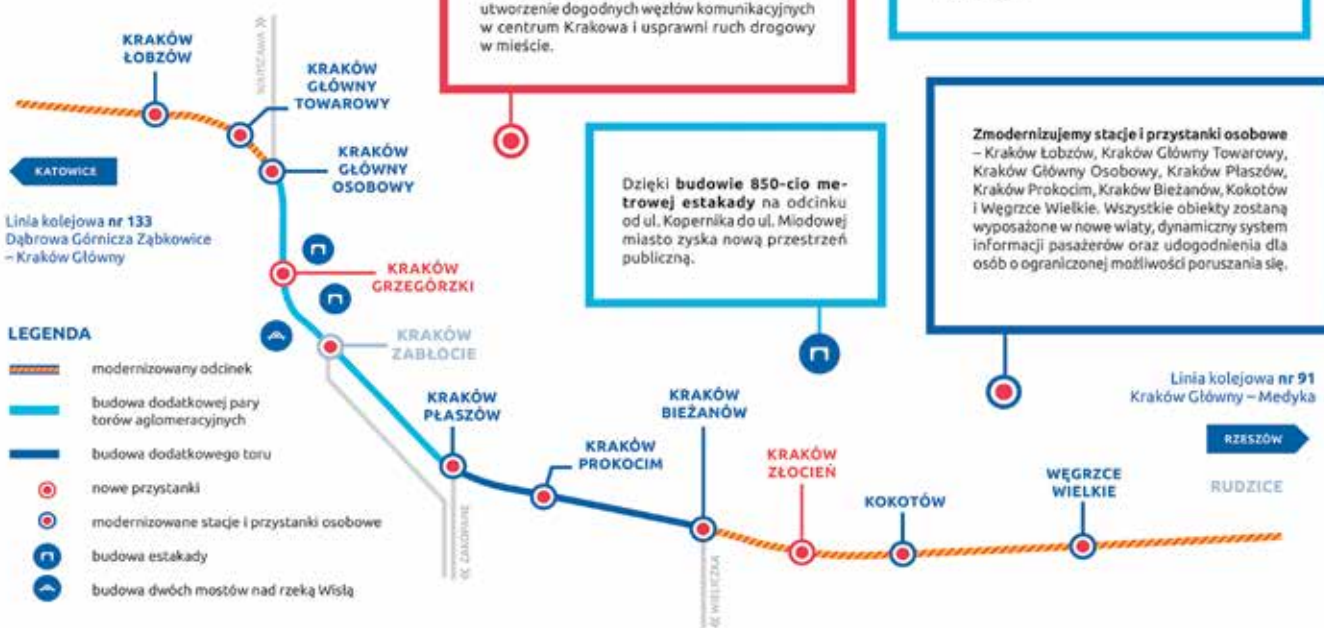 utworzenie dogodnych węzłów komunikacyjnych
w centrum Krakowa i usprawni ruch drogowy
w mieście.
WARSZAWA >>
KRAKÓW
ŁOBZÓW
KRAKÓW
GŁÓWNY
TOWAROWY
KRAKÓW
GŁÓWNY
OSOBOWY
KATOWICE
Linia kolejowa nr 133
Dąbrowa Górnicza Ząbkowice
– Kraków Główny
Dzięki budowie 850-cio me-
trowej estakady na odcinku
od ul. Kopernika do ul. Miodowej
miasto zyska nową przestrzeń
publiczną.
Zmodernizujemy stacje i przystanki osobowe
– Kraków Łobzów, Kraków Główny Towarowy,
Kraków Główny Osobowy, Kraków Płaszów,
Kraków Prokocim, Kraków Bieżanów, Kokotów
i Węgrzce Wielkie. Wszystkie obiekty zostaną
wyposażone w nowe wiaty, dynamiczny system
informacji pasażerów oraz udogodnienia dla
osób o ograniczonej możliwości poruszania się.
KRAKÓW
GRZEGÓRZKI
KRAKÓW
ZABŁOCIE
LEGENDA
modernizowany odcinek
budowa dodatkowej pary
torów aglomeracyjnych
budowa dodatkowego toru
nowe przystanki
modernizowane stacje i przystanki osobowe
budowa estakady
budowa dwóch mostów nad rzeką Wisłą
KRAKÓW
PŁASZÓW
KRAKÓW
PROKOCIM
KRAKÓW
BIEŻANÓW
KRAKÓW
ZŁOCIEŃ
KOKOTÓW
WĘGRZCE
WIELKIE
Linia kolejowa nr 91
Kraków Główny – Medyka
RZESZÓW
RUDZICE
<< ZAKOPANE
<< WIELICZKA